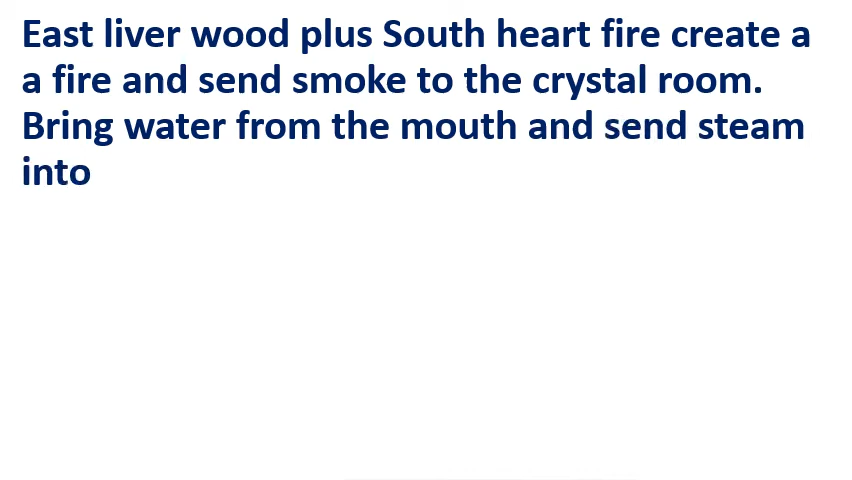 East liver wood plus South heart fire create a
a fire and send smoke to the crystal room.
Bring water from the mouth and send steam
into